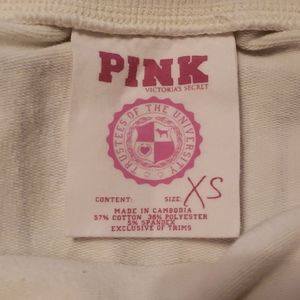 PINK
VICTORIA'S SECRET
TRUSTEES OF THE UNIVERSITY
CONTENT: SIZE: XS
MADE IN CAMBODIA
57% COTTON 38% POLYESTER
5% SPANDEX
EXCLUSIVE OF TRIMS